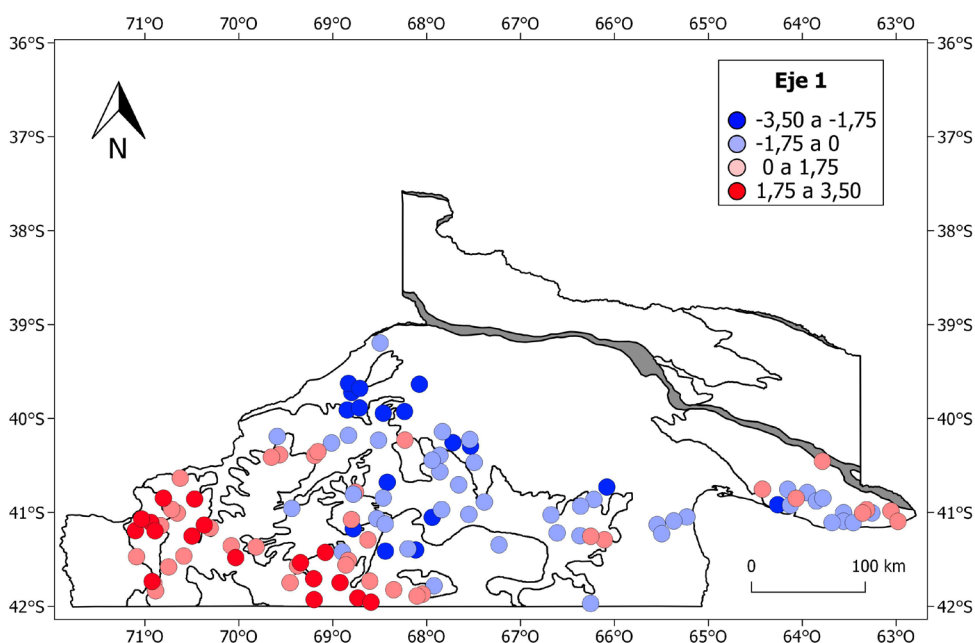 71°O 70°O 69°O 68°O 67°O 66°O 65°O 64°O 63°O
36°S 36°S
Eje 1
-3,50 a -1,75
-1,75 a 0
0 a 1,75
1,75 a 3,50
N
37°S 37°S
38°S 38°S
39°S 39°S
40°S 40°S
41°S 41°S
0 100 km
42°S 42°S
71°O 70°O 69°O 68°O 67°O 66°O 65°O 64°O 63°O